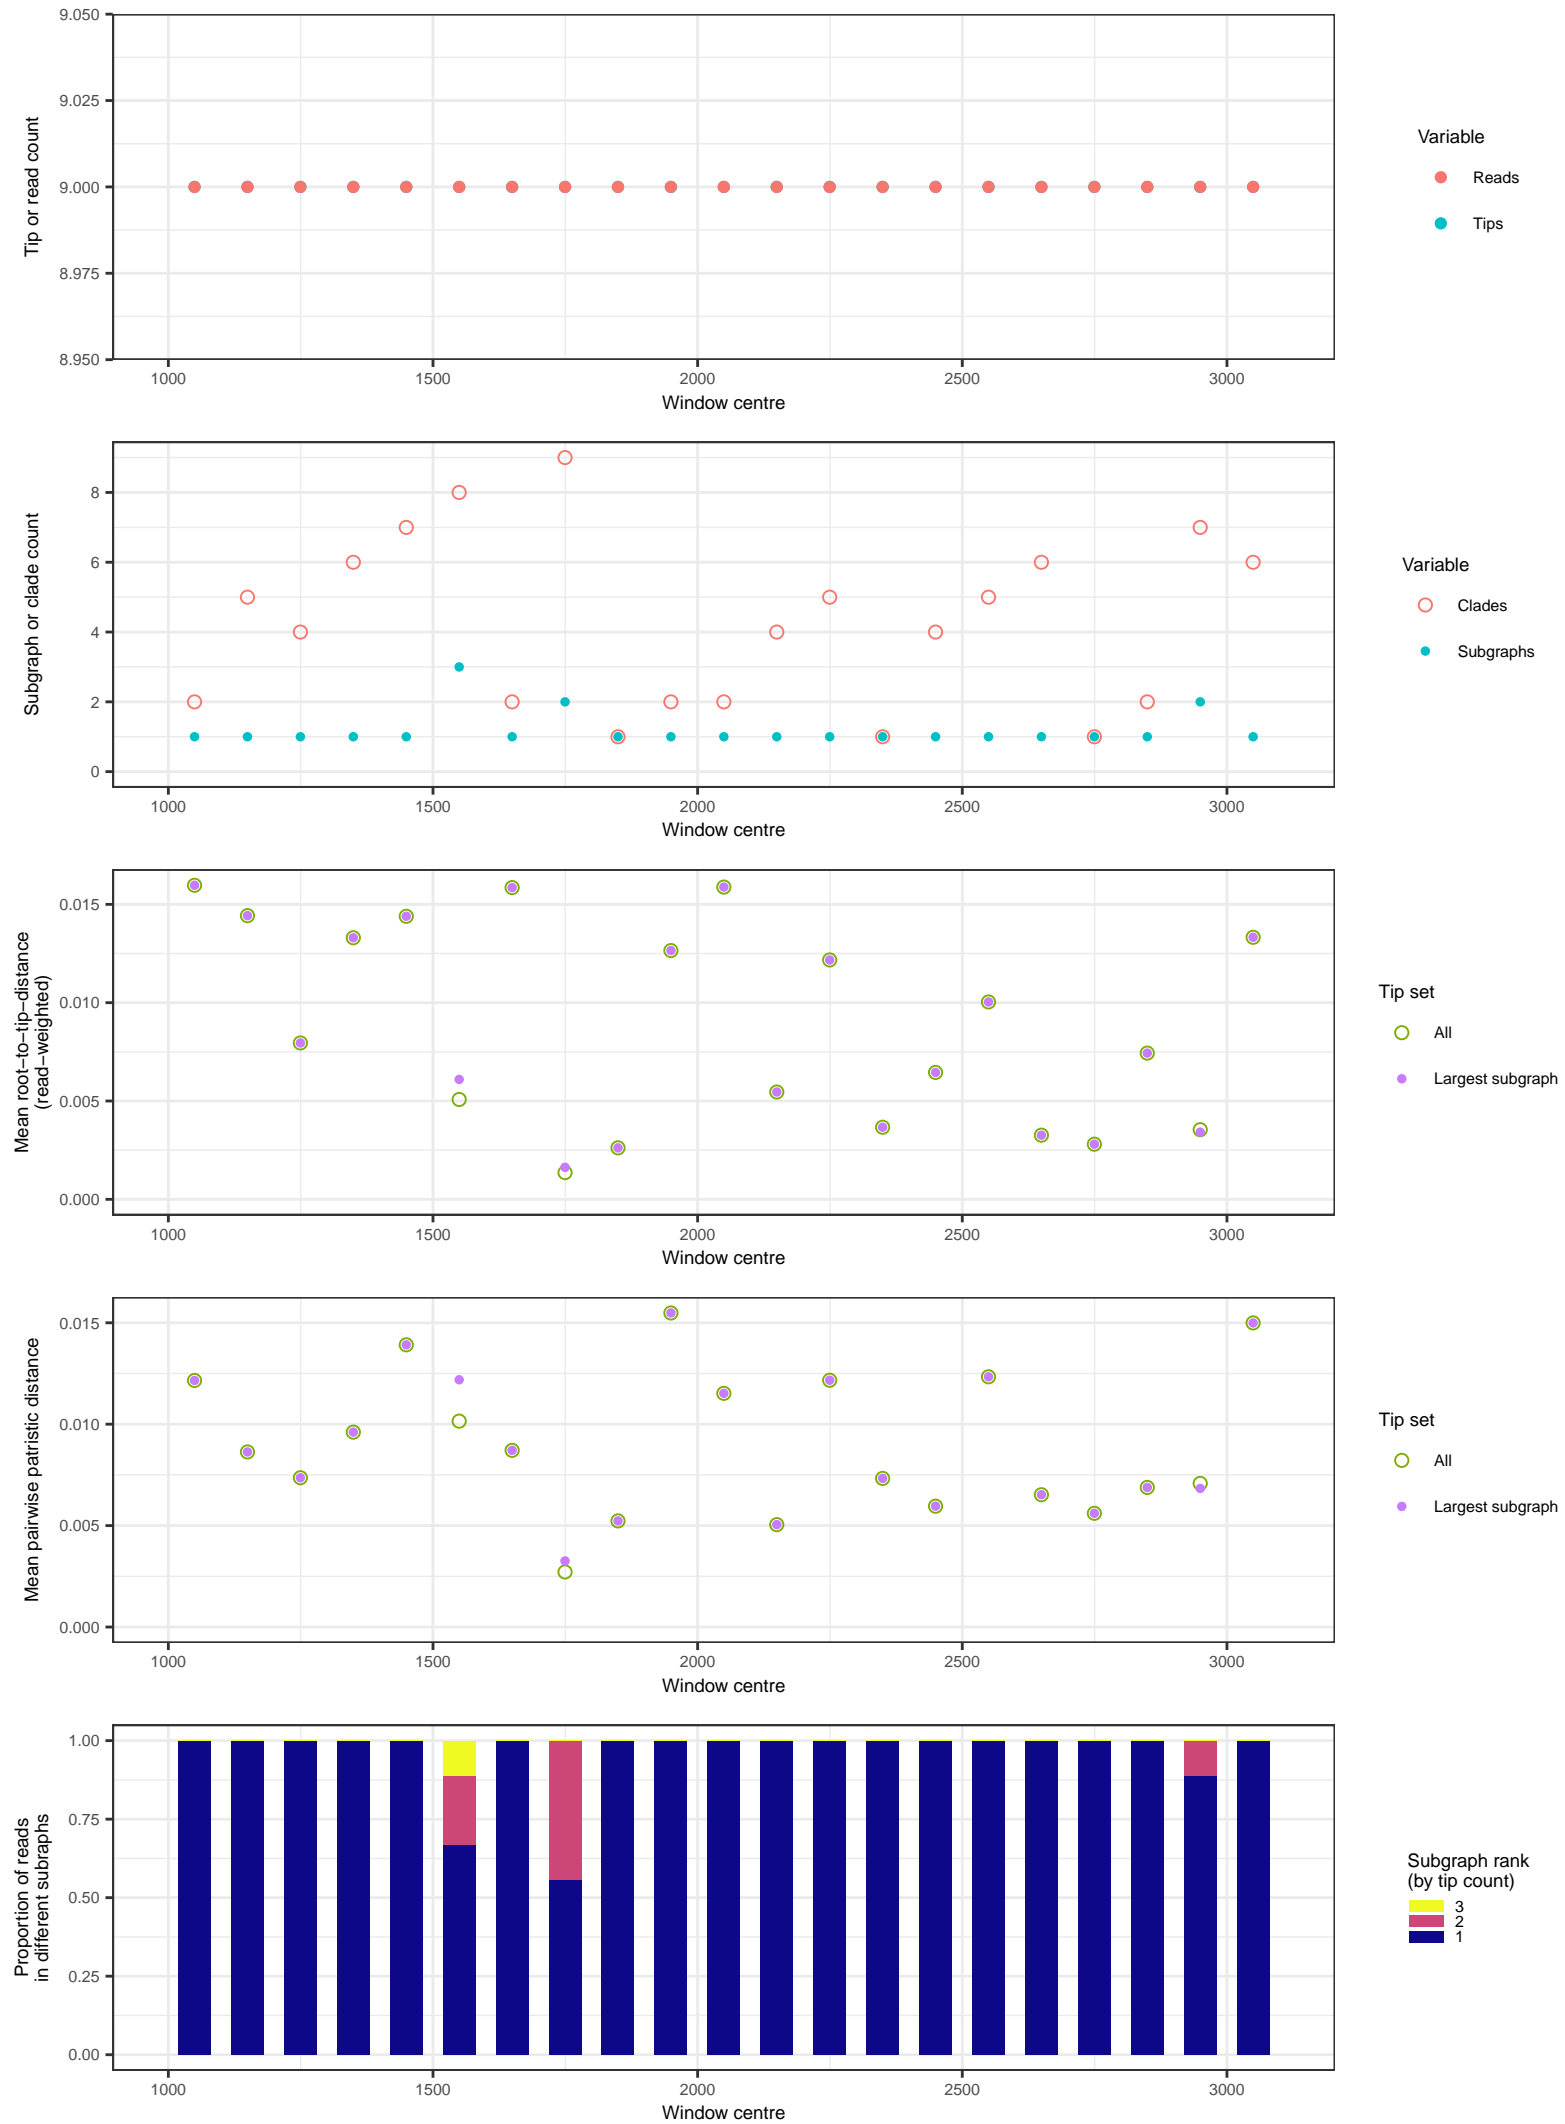 9.050
9.025
9.000
8.975
8.950
Tip or read count
1000 1500 2000 2500 3000
Window centre
Variable
Reads
Tips
8
6
4
2
0
Subgraph or clade count
1000 1500 2000 2500 3000
Window centre
Variable
Clades
Subgraphs
0.015
0.010
0.005
0.000
Mean root−to−tip−distance
(read−weighted)
1000 1500 2000 2500 3000
Window centre
Tip set
All
Largest subgraph
0.015
0.010
0.005
0.000
Mean pairwise patristic distance
1000 1500 2000 2500 3000
Window centre
Tip set
All
Largest subgraph
1.00
0.75
0.50
0.25
0.00
Proportion of reads
in different subraphs
1000 1500 2000 2500 3000
Window centre
Subgraph rank
(by tip count)
3
2
1